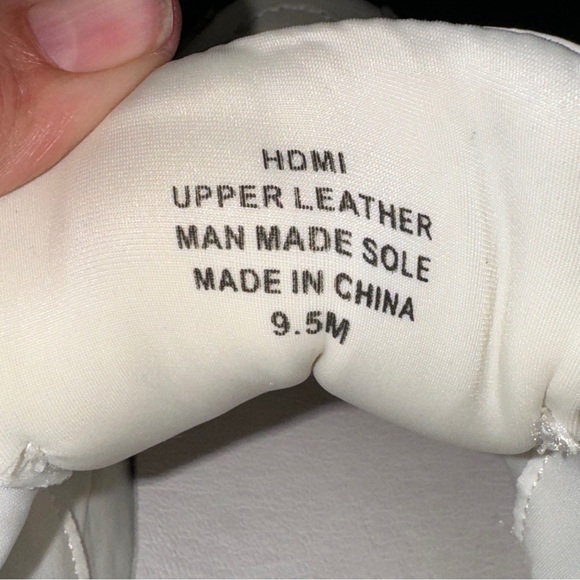 HDMI
UPPER LEATHER
MAN MADE SOLE
MADE IN CHINA
9.5M